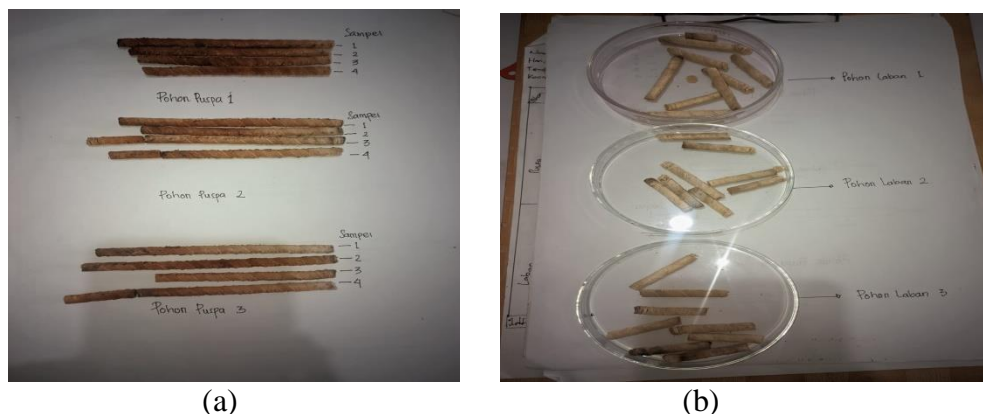 Sampel
1
2
3
4
Pohon Puspa 1
Sampel
1
2
3
4
Pohon Puspa 2
Sampel
1
2
3
4
Pohon Puspa 3
(a)
Pohon Laban 1
Pohon Laban 2
Pohon Laban 3
Laban
(b)